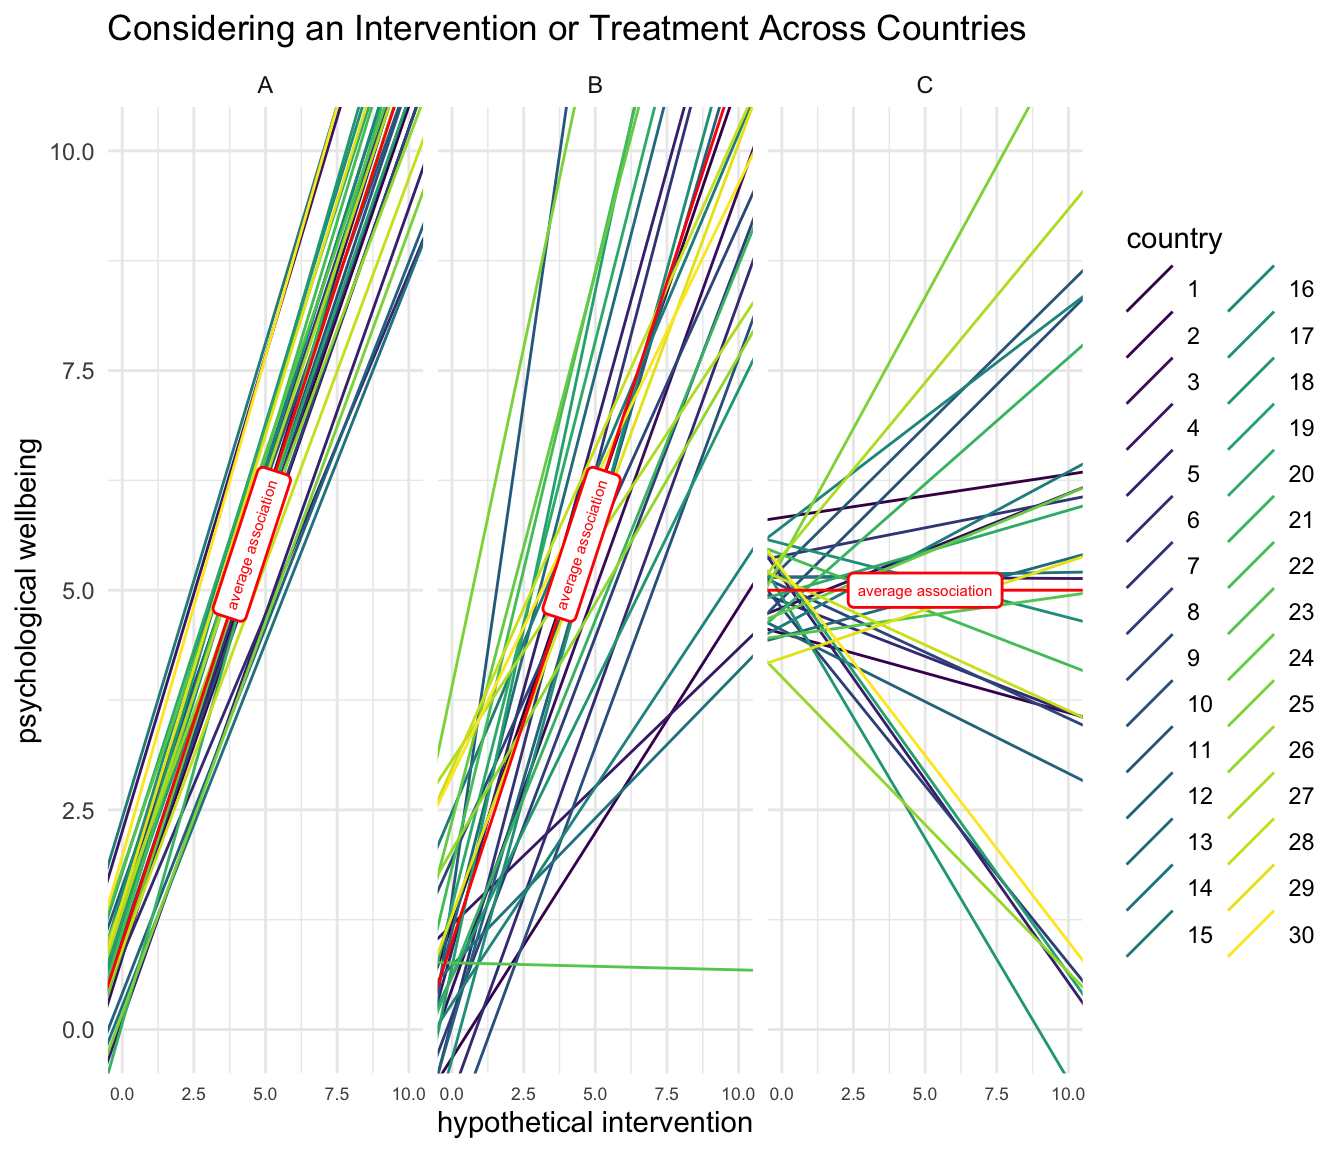 Considering an Intervention or Treatment Across Countries
A B C
10.0
7.5
5.0
2.5
0.0
psychological wellbeing
average association
average association
average association
0.0 2.5 5.0 7.5 10.0 0.0 2.5 5.0 7.5 10.0 0.0 2.5 5.0 7.5 10.0
hypothetical intervention
country
1 16
2 17
3 18
4 19
5 20
6 21
7 22
8 23
9 24
10 25
11 26
12 27
13 28
14 29
15 30